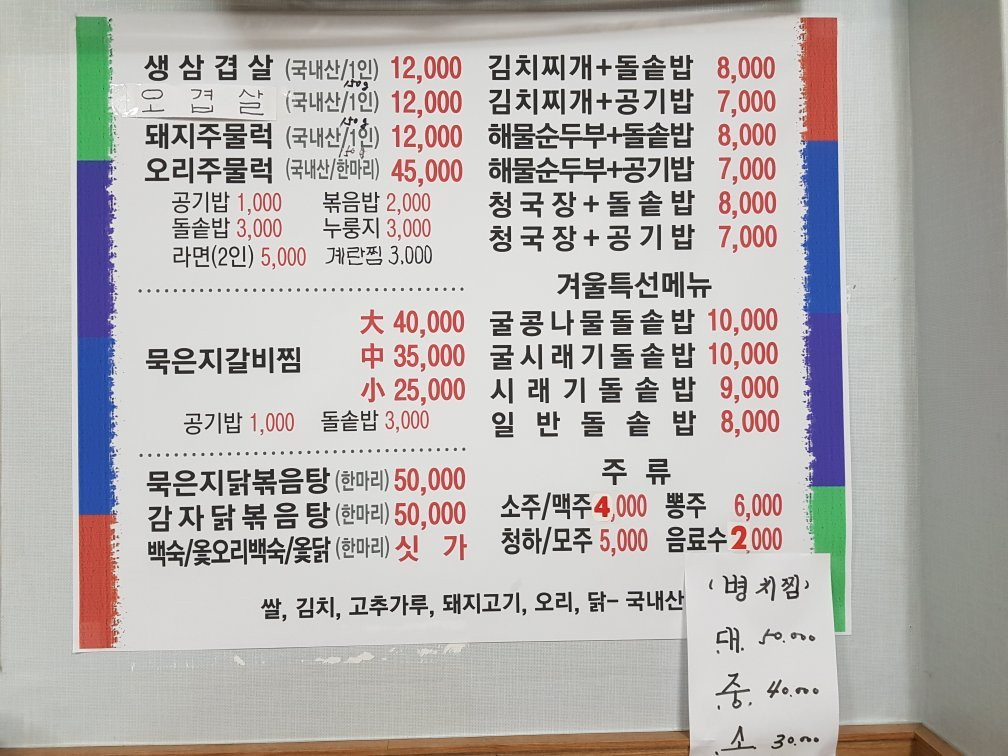 생삼겹살 (국내산/1인) 12,000
150g
오겹살 (국내산/1인) 12,000
150g
돼지주물럭 (국내산/1인) 12,000
150g
오리주물럭 (국내산/한마리) 45,000
공기밥 1,000 볶음밥 2,000
돌솥밥 3,000 누룽지 3,000
라면(2인) 5,000 계란찜 3.000
大 40,000
묵은지갈비찜 中 35,000
小 25,000
공기밥 1,000 돌솥밥 3,000
묵은지닭볶음탕 (한마리) 50,000
감자닭볶음탕 (한마리) 50,000
백숙/옻오리백숙/옻닭 (한마리) 싯가
김치찌개+돌솥밥 8,000
김치찌개+공기밥 7,000
해물순두부+돌솥밥 8,000
해물순두부+공기밥 7,000
청국장+돌솥밥 8,000
청국장+공기밥 7,000
겨울특선메뉴
굴콩나물돌솥밥 10,000
굴시래기돌솥밥 10,000
시래기돌솥밥 9,000
일반돌솥밥 8,000
주류
소주/맥주 4,000 뽕주 6,000
청하/모주 5,000 음료수 2,000
쌀, 김치, 고추가루, 돼지고기, 오리, 닭- 국내산
(병치찜)
대. 50.000
중. 40.000
소 30.000